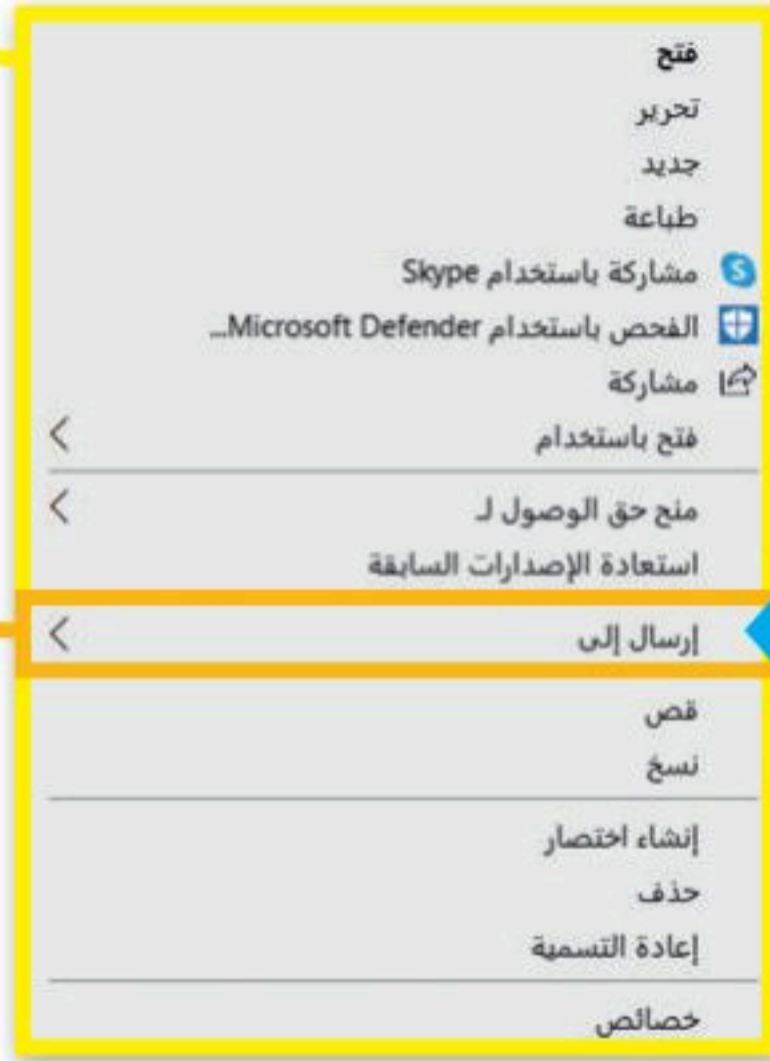 فتح
تحرير
جديد
طباعة
مشاركة باستخدام Skype
الفحص باستخدام Microsoft Defender...
مشاركة
فتح باستخدام
منح حق الوصول لـ
استعادة الإصدارات السابقة
إرسال إلى
قص
نسخ
إنشاء اختصار
حذف
إعادة التسمية
خصائص